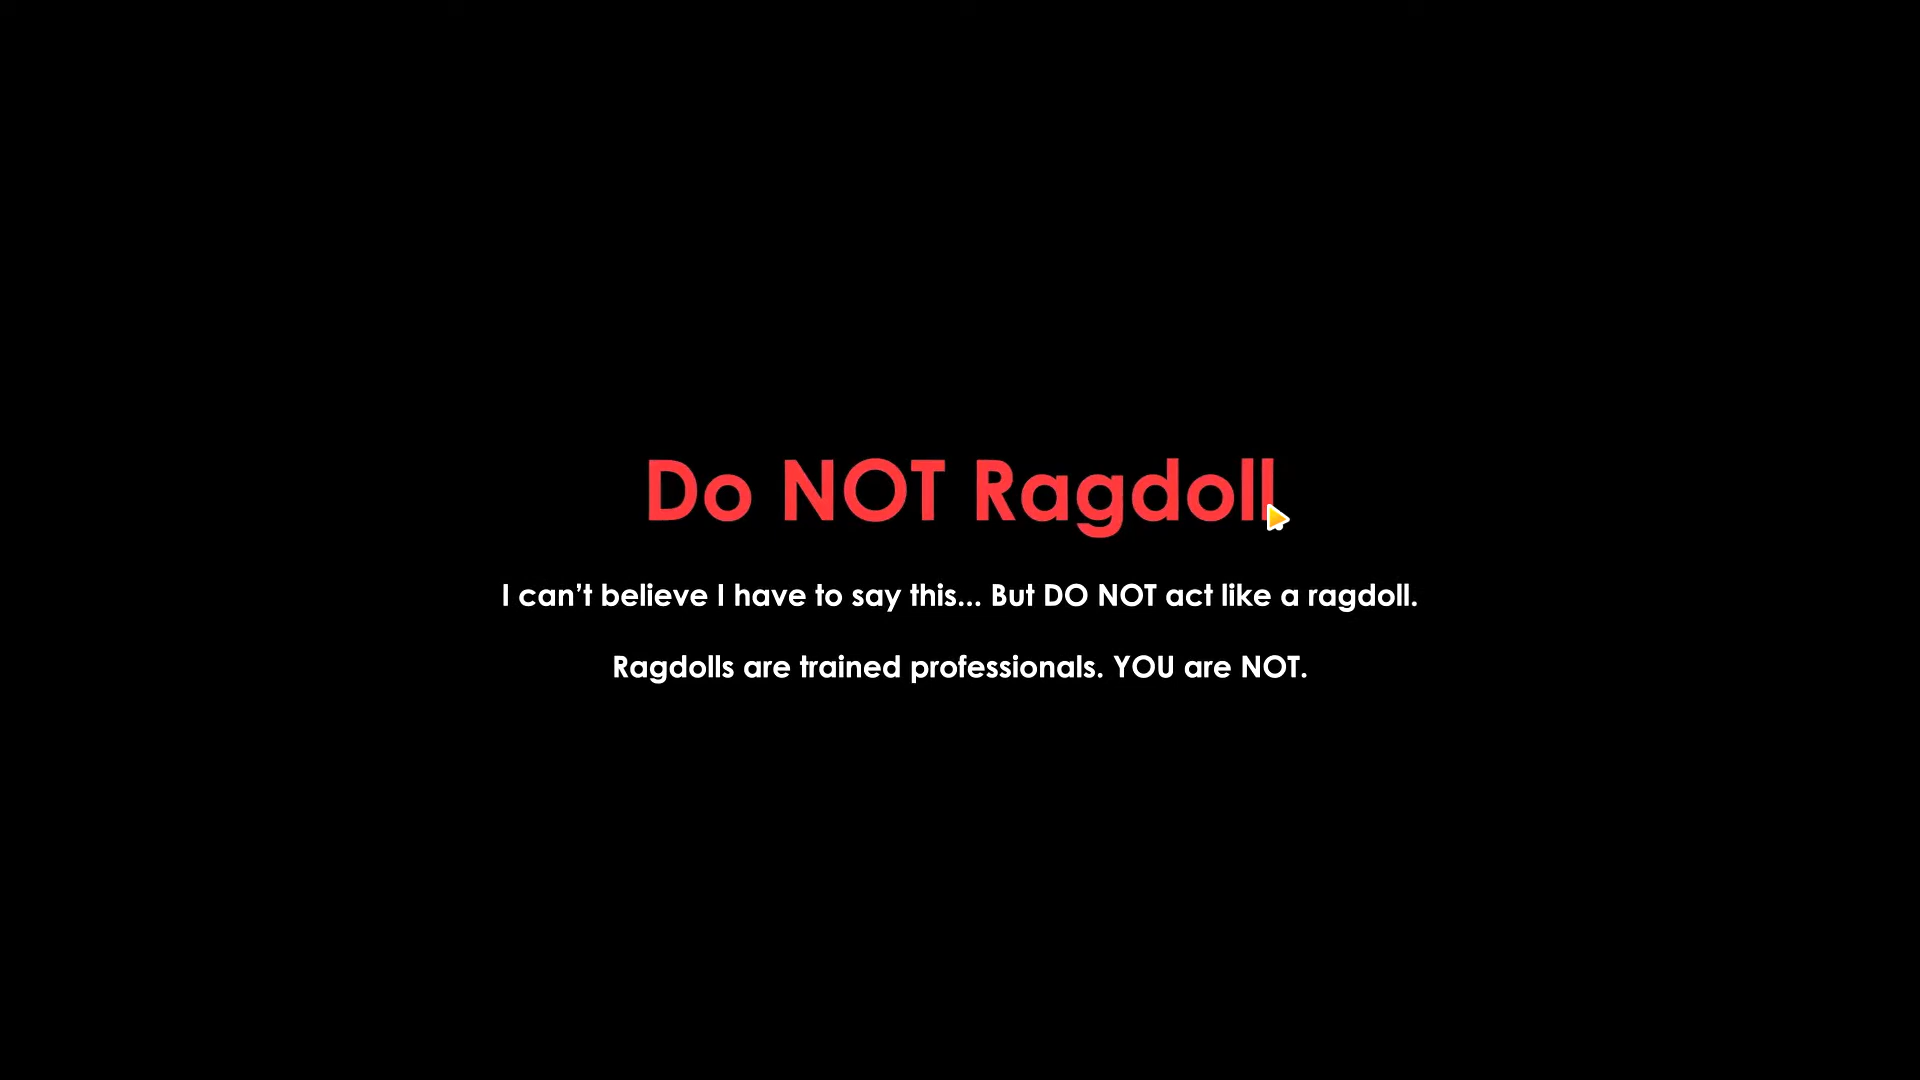 Do NOT Ragdoll
I can’t believe I have to say this... But DO NOT act like a ragdoll.
Ragdolls are trained professionals. YOU are NOT.